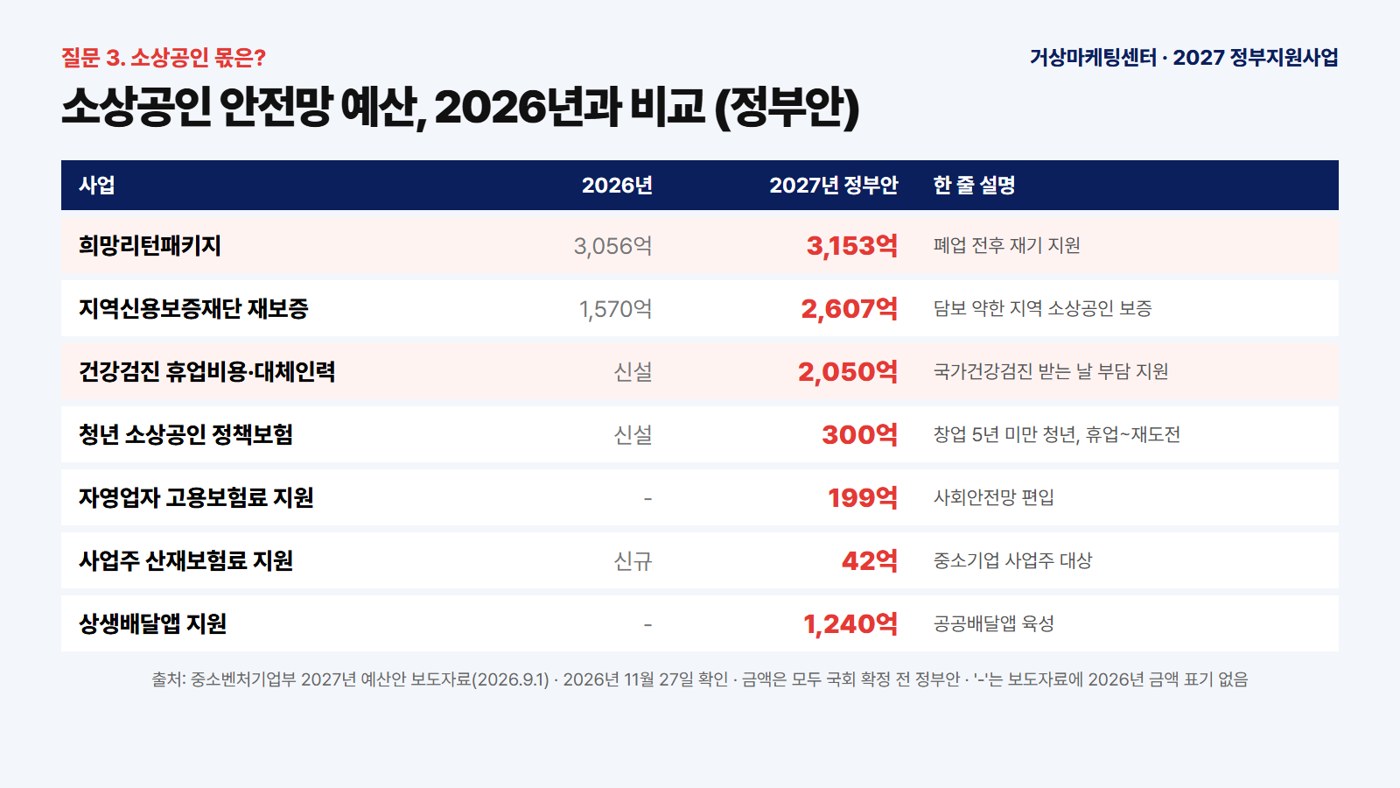 질문 3. 소상공인 몫은?
거상마케팅센터 · 2027 정부지원사업
소상공인 안전망 예산, 2026년과 비교 (정부안)
사업 2026년 2027년 정부안 한 줄 설명
희망리턴패키지 3,056억 3,153억 폐업 전후 재기 지원
지역신용보증재단 재보증 1,570억 2,607억 담보 약한 지역 소상공인 보증
건강검진 휴업비용·대체인력 신설 2,050억 국가건강검진 받는 날 부담 지원
청년 소상공인 정책보험 신설 300억 창업 5년 미만 청년, 휴업~재도전
자영업자 고용보험료 지원 - 199억 사회안전망 편입
사업주 산재보험료 지원 신규 42억 중소기업 사업주 대상
상생배달앱 지원 - 1,240억 공공배달앱 육성
출처: 중소벤처기업부 2027년 예산안 보도자료(2026.9.1) · 2026년 11월 27일 확인 · 금액은 모두 국회 확정 전 정부안 · '-'는 보도자료에 2026년 금액 표기 없음